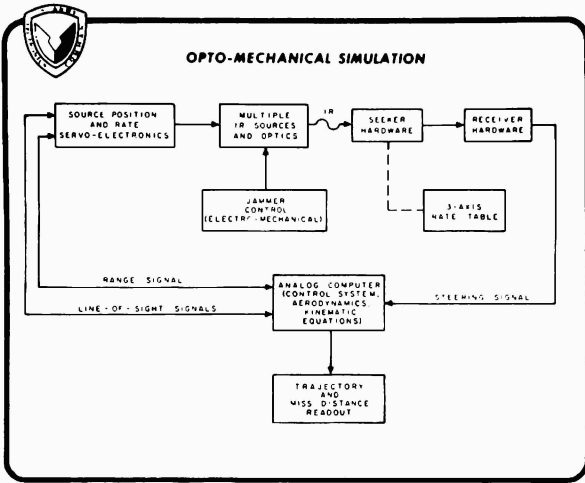 OPTO-MECHANICAL SIMULATION
SOURCE POSITION
AND RATE
SERVO-ELECTRONICS
MULTIPLE
IR SOURCES
AND OPTICS
IR
SEEKER
HARDWARE
RECEIVER
HARDWARE
JAMMER
CONTROL
(ELECTRO-MECHANICAL)
3-AXIS
RATE TABLE
RANGE SIGNAL
LINE-OF-SIGHT SIGNALS
ANALOG COMPUTER
(CONTROL SYSTEM,
AERODYNAMICS,
KINEMATIC
EQUATIONS)
STEERING SIGNAL
TRAJECTORY
AND
MISS DISTANCE
READOUT